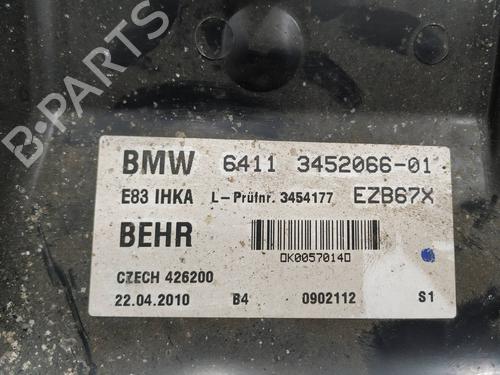 B-PARTS
BMW 6411 3452066-01
E83 IHKA L-Prüfnr. 3454177 EZB67X
BEHR
□K0057014□
CZECH 426200
22.04.2010 B4 0902112 S1